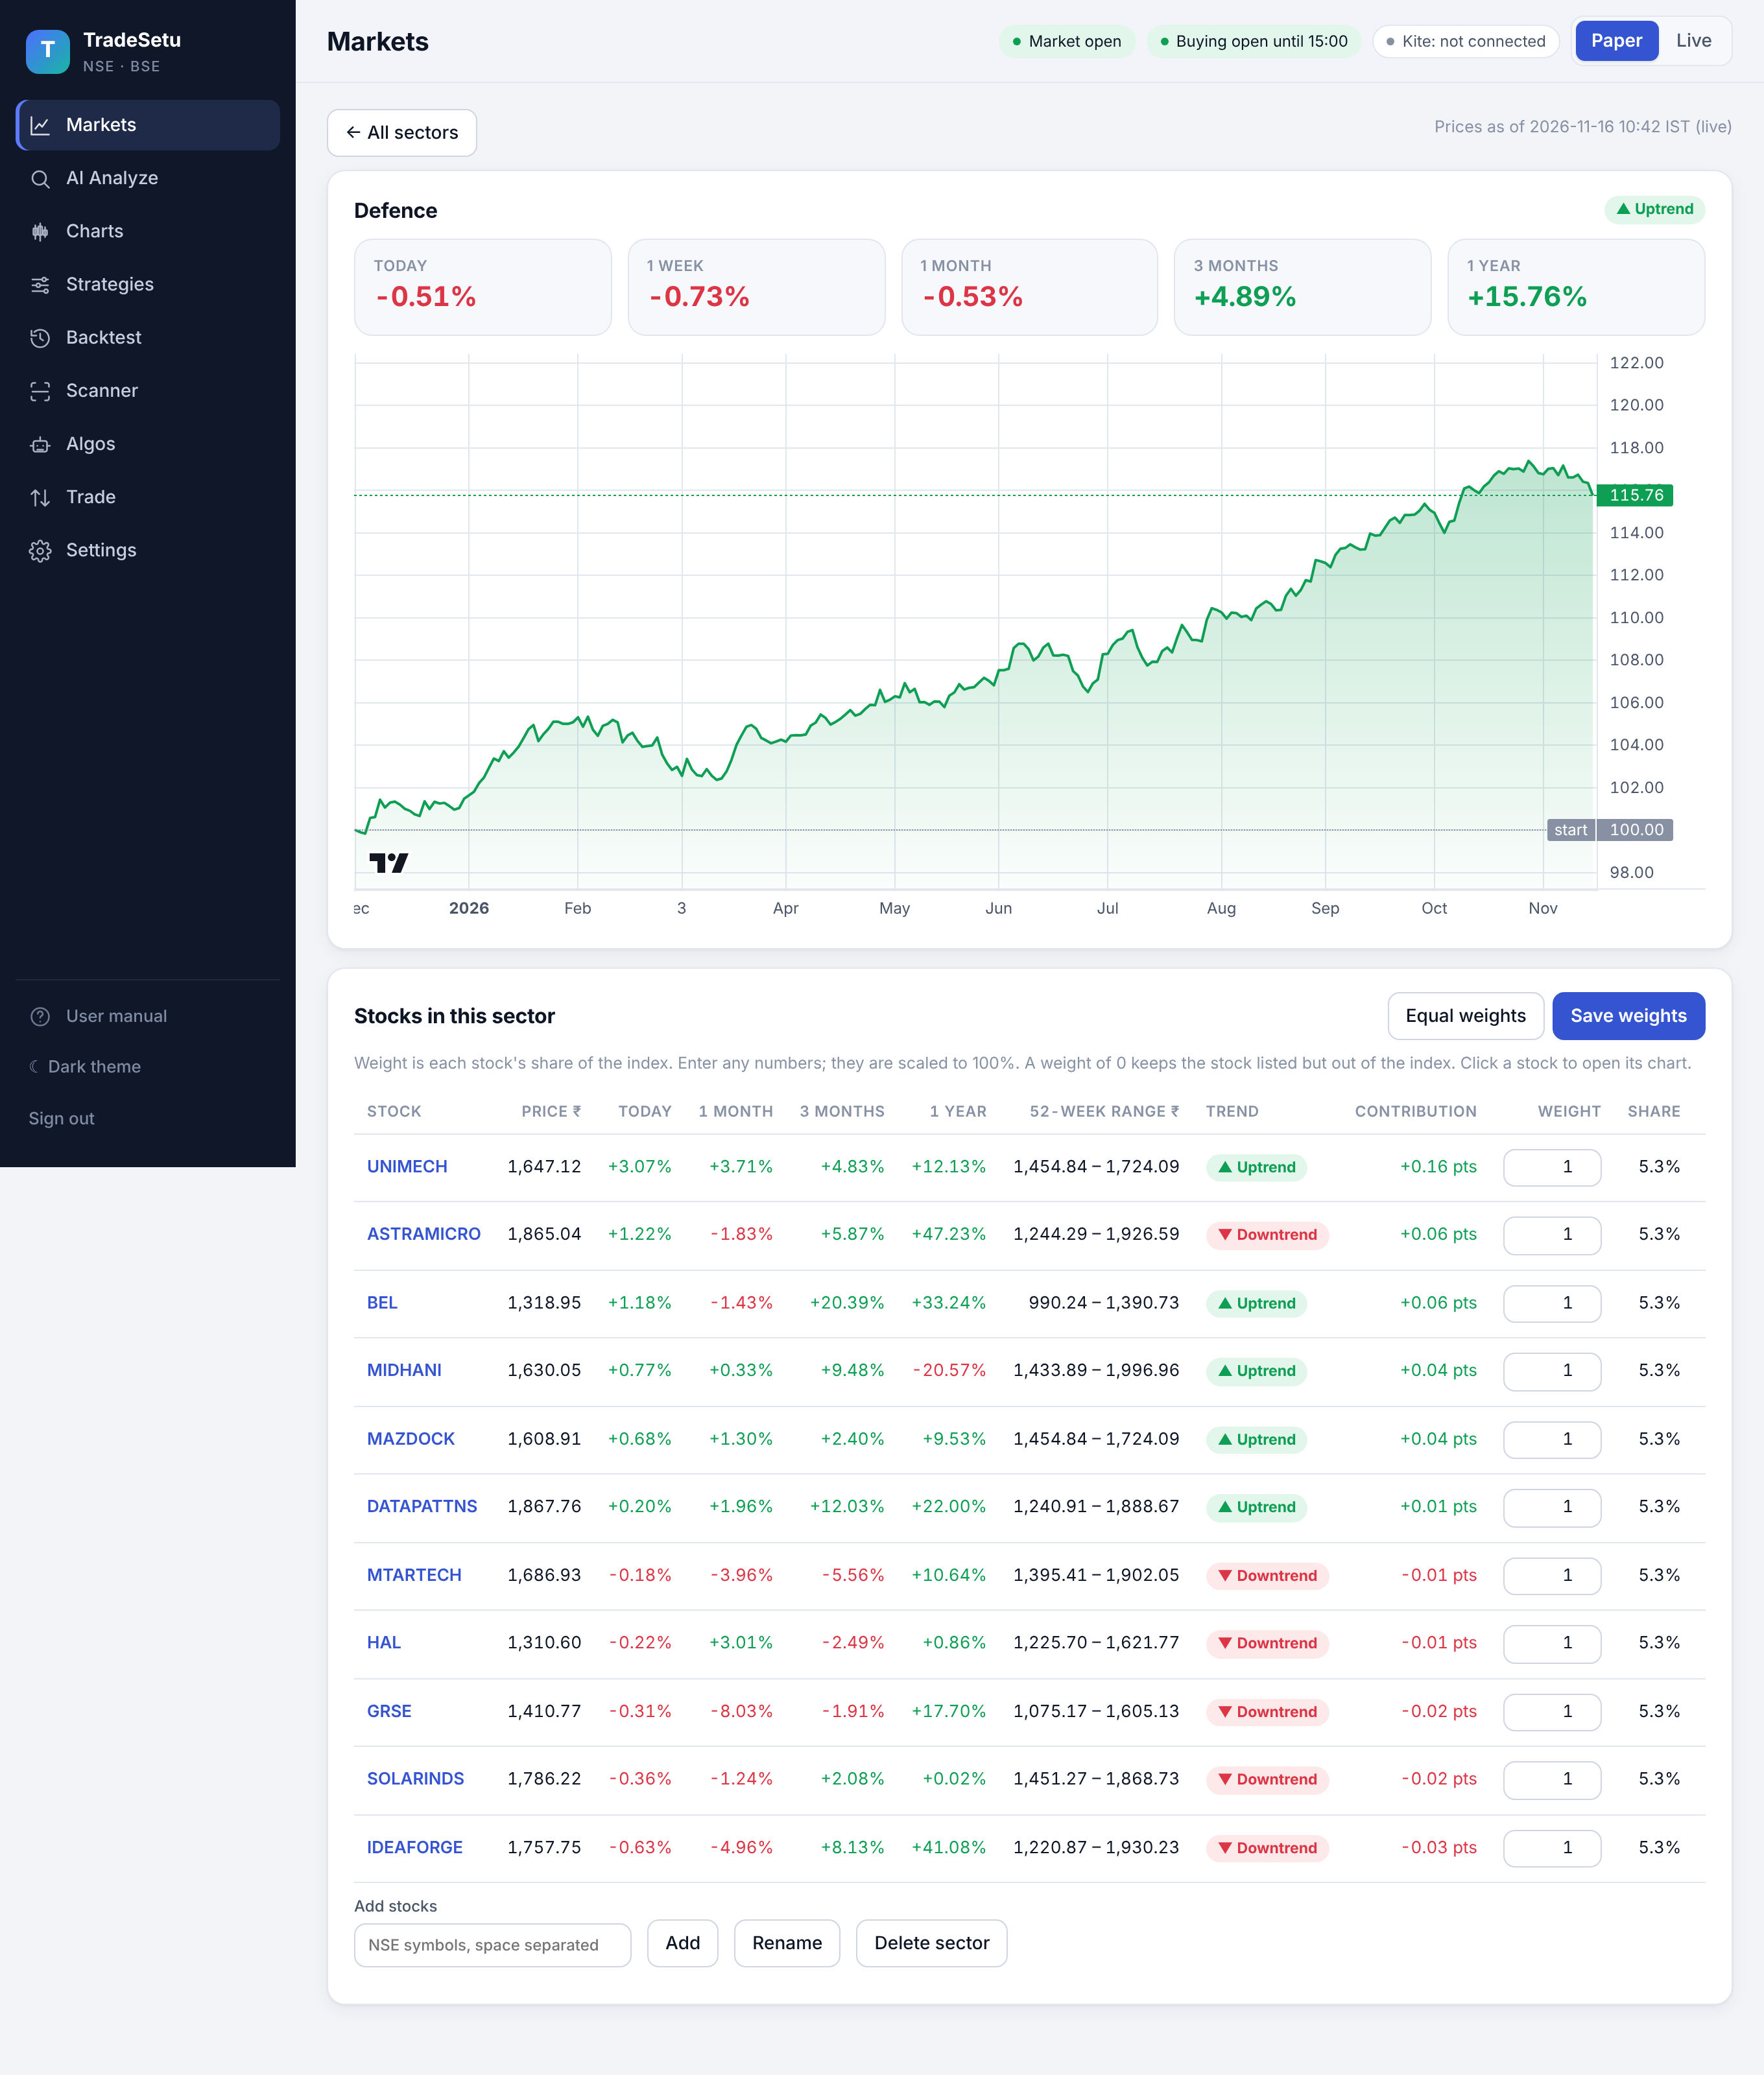 T
TradeSetu
NSE · BSE
Markets
AI Analyze
Charts
Strategies
Backtest
Scanner
Algos
Trade
Settings
User manual
☾ Dark theme
Sign out
Markets
Market open
Buying open until 15:00
Kite: not connected
Paper
Live
← All sectors
Prices as of 2026-11-16 10:42 IST (live)
Defence
▲ Uptrend
TODAY
-0.51%
1 WEEK
-0.73%
1 MONTH
-0.53%
3 MONTHS
+4.89%
1 YEAR
+15.76%
122.00
120.00
118.00
115.76
114.00
112.00
110.00
108.00
106.00
104.00
102.00
start 100.00
98.00
ec 2026 Feb 3 Apr May Jun Jul Aug Sep Oct Nov
Stocks in this sector
Equal weights
Save weights
Weight is each stock's share of the index. Enter any numbers; they are scaled to 100%. A weight of 0 keeps the stock listed but out of the index. Click a stock to open its chart.
STOCK PRICE ₹ TODAY 1 MONTH 3 MONTHS 1 YEAR 52-WEEK RANGE ₹ TREND CONTRIBUTION WEIGHT SHARE
UNIMECH 1,647.12 +3.07% +3.71% +4.83% +12.13% 1,454.84 – 1,724.09 ▲ Uptrend +0.16 pts 1 5.3%
ASTRAMICRO 1,865.04 +1.22% -1.83% +5.87% +47.23% 1,244.29 – 1,926.59 ▼ Downtrend +0.06 pts 1 5.3%
BEL 1,318.95 +1.18% -1.43% +20.39% +33.24% 990.24 – 1,390.73 ▲ Uptrend +0.06 pts 1 5.3%
MIDHANI 1,630.05 +0.77% +0.33% +9.48% -20.57% 1,433.89 – 1,996.96 ▲ Uptrend +0.04 pts 1 5.3%
MAZDOCK 1,608.91 +0.68% +1.30% +2.40% +9.53% 1,454.84 – 1,724.09 ▲ Uptrend +0.04 pts 1 5.3%
DATAPATTNS 1,867.76 +0.20% +1.96% +12.03% +22.00% 1,240.91 – 1,888.67 ▲ Uptrend +0.01 pts 1 5.3%
MTARTECH 1,686.93 -0.18% -3.96% -5.56% +10.64% 1,395.41 – 1,902.05 ▼ Downtrend -0.01 pts 1 5.3%
HAL 1,310.60 -0.22% +3.01% -2.49% +0.86% 1,225.70 – 1,621.77 ▼ Downtrend -0.01 pts 1 5.3%
GRSE 1,410.77 -0.31% -8.03% -1.91% +17.70% 1,075.17 – 1,605.13 ▼ Downtrend -0.02 pts 1 5.3%
SOLARINDS 1,786.22 -0.36% -1.24% +2.08% +0.02% 1,451.27 – 1,868.73 ▼ Downtrend -0.02 pts 1 5.3%
IDEAFORGE 1,757.75 -0.63% -4.96% +8.13% +41.08% 1,220.87 – 1,930.23 ▼ Downtrend -0.03 pts 1 5.3%
Add stocks
NSE symbols, space separated
Add
Rename
Delete sector